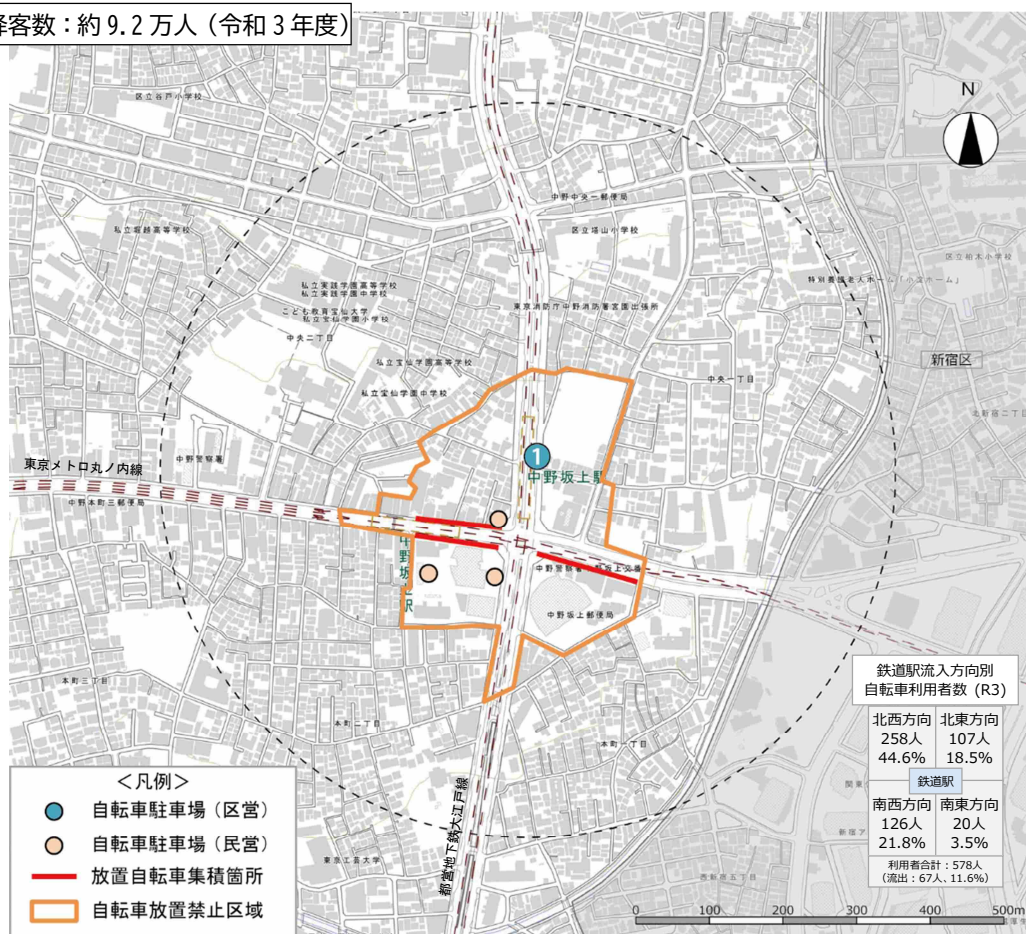 降客数：約9.2万人（令和3年度）
N
区立谷戸小学校
中野中央一郵便局
私立堀越高等学校
区立塔山小学校
区立柏木小学校
私立実践学園高等学校
私立実践学園中学校
特別養護老人ホーム「小淀ホーム」
こども教育宝仙大学
私立宝仙学園小学校
東京消防庁中野消防署宮園出張所
中央二丁目
私立宝仙学園高等学校
新宿区
中央一丁目
私立宝仙学園中学校
北新宿二丁目
中野警察署
1
東京メトロ丸ノ内線
中野坂上駅
中野本町三郵便局
中野坂上駅
中野坂上郵便局
本町三丁目
本町二丁目
本町一丁目
都営地下鉄大江戸線
東京工芸大学
西新宿五丁目
鉄道駅流入方向別
自転車利用者数 (R3)
北西方向 北東方向
258人 107人
44.6% 18.5%
鉄道駅
南西方向 南東方向
126人 20人
21.8% 3.5%
利用者合計：578人
（流出：67人、11.6%）
＜凡例＞
自転車駐車場（区営）
自転車駐車場（民営）
放置自転車集積箇所
自転車放置禁止区域
0 100 200 300 400 500m